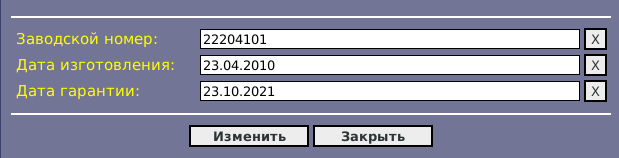 Заводской номер: 22204101 X
Дата изготовления: 23.04.2010 X
Дата гарантии: 23.10.2021 X
Изменить Закрыть